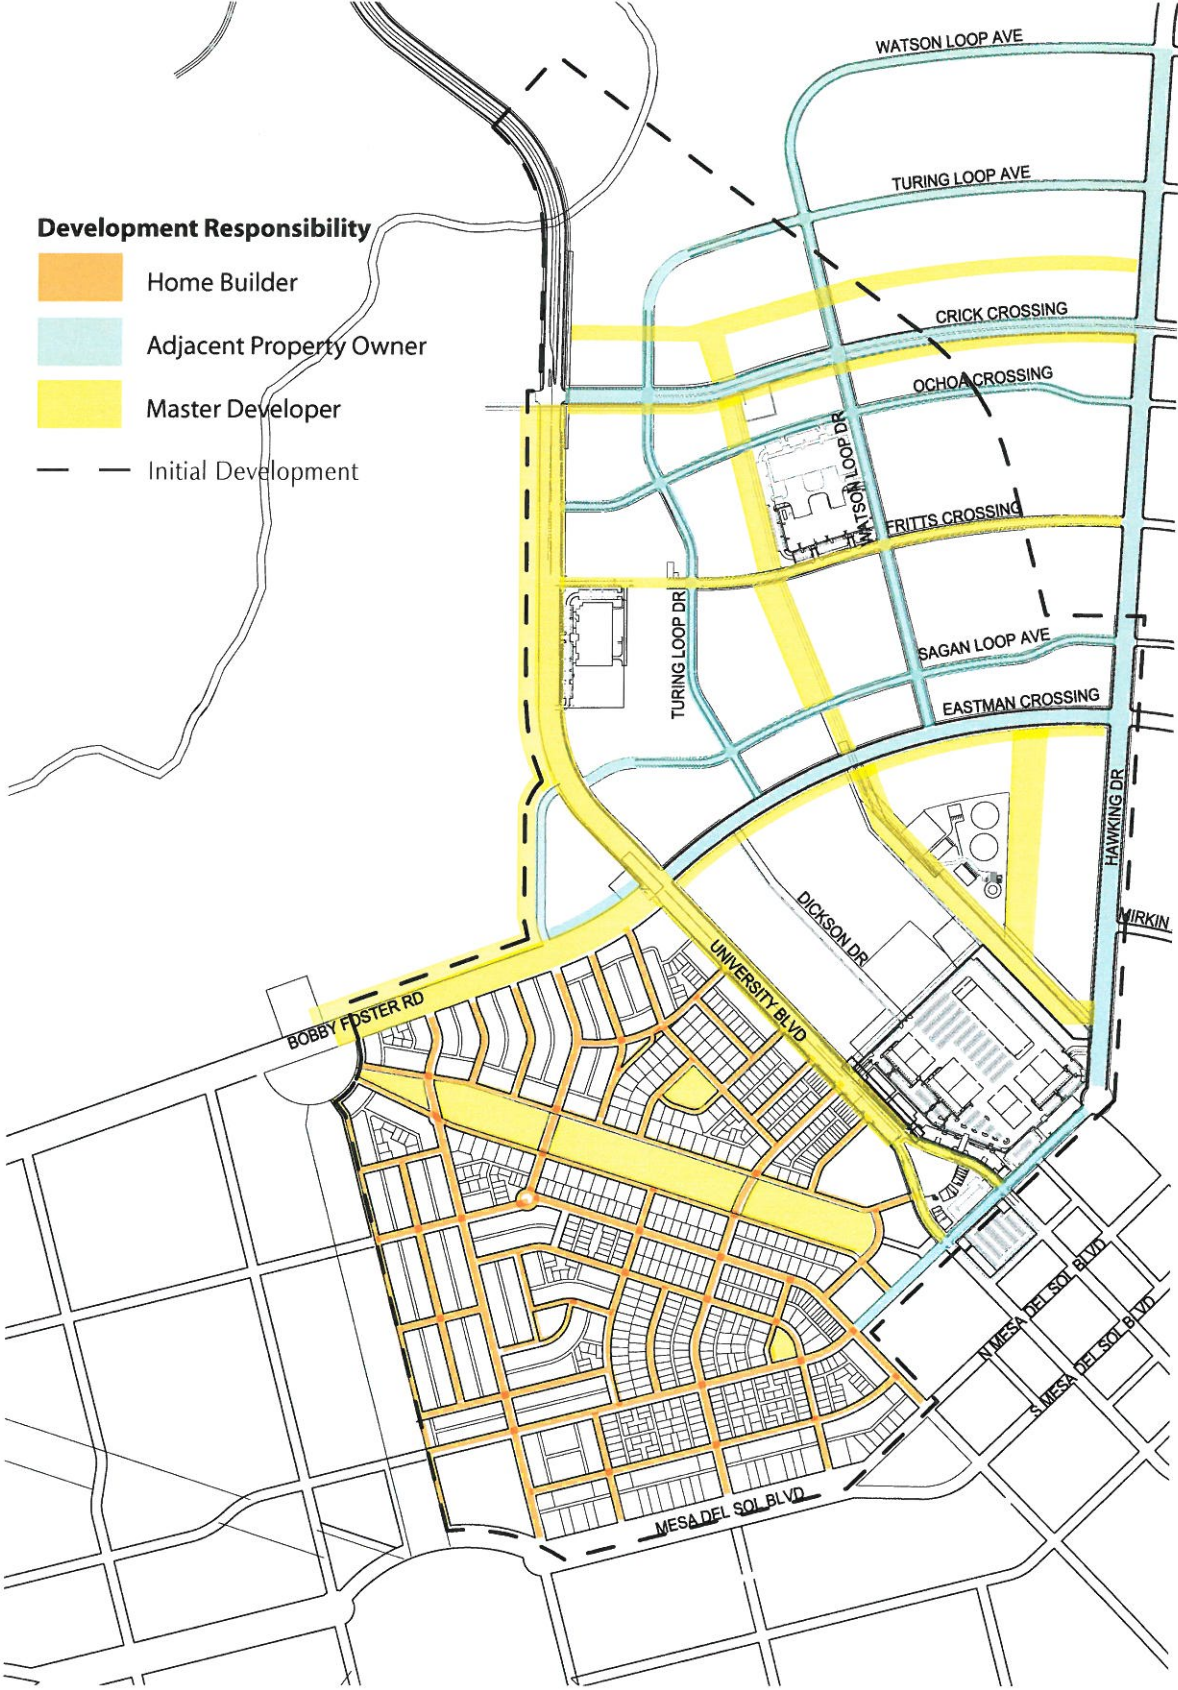 WATSON LOOP AVE
TURING LOOP AVE
Development Responsibility
Home Builder
Adjacent Property Owner
Master Developer
Initial Development
CRICK CROSSING
OCHOA CROSSING
WATSON LOOP DR
FRITTS CROSSING
TURING LOOP DR
SAGAN LOOP AVE
EASTMAN CROSSING
HAWKING DR
MIRKIN
DICKSON DR
UNIVERSITY BLVD
BOBBY FOSTER RD
N MESA DEL SOL BLVD
S MESA DEL SOL BLVD
MESA DEL SOL BLVD